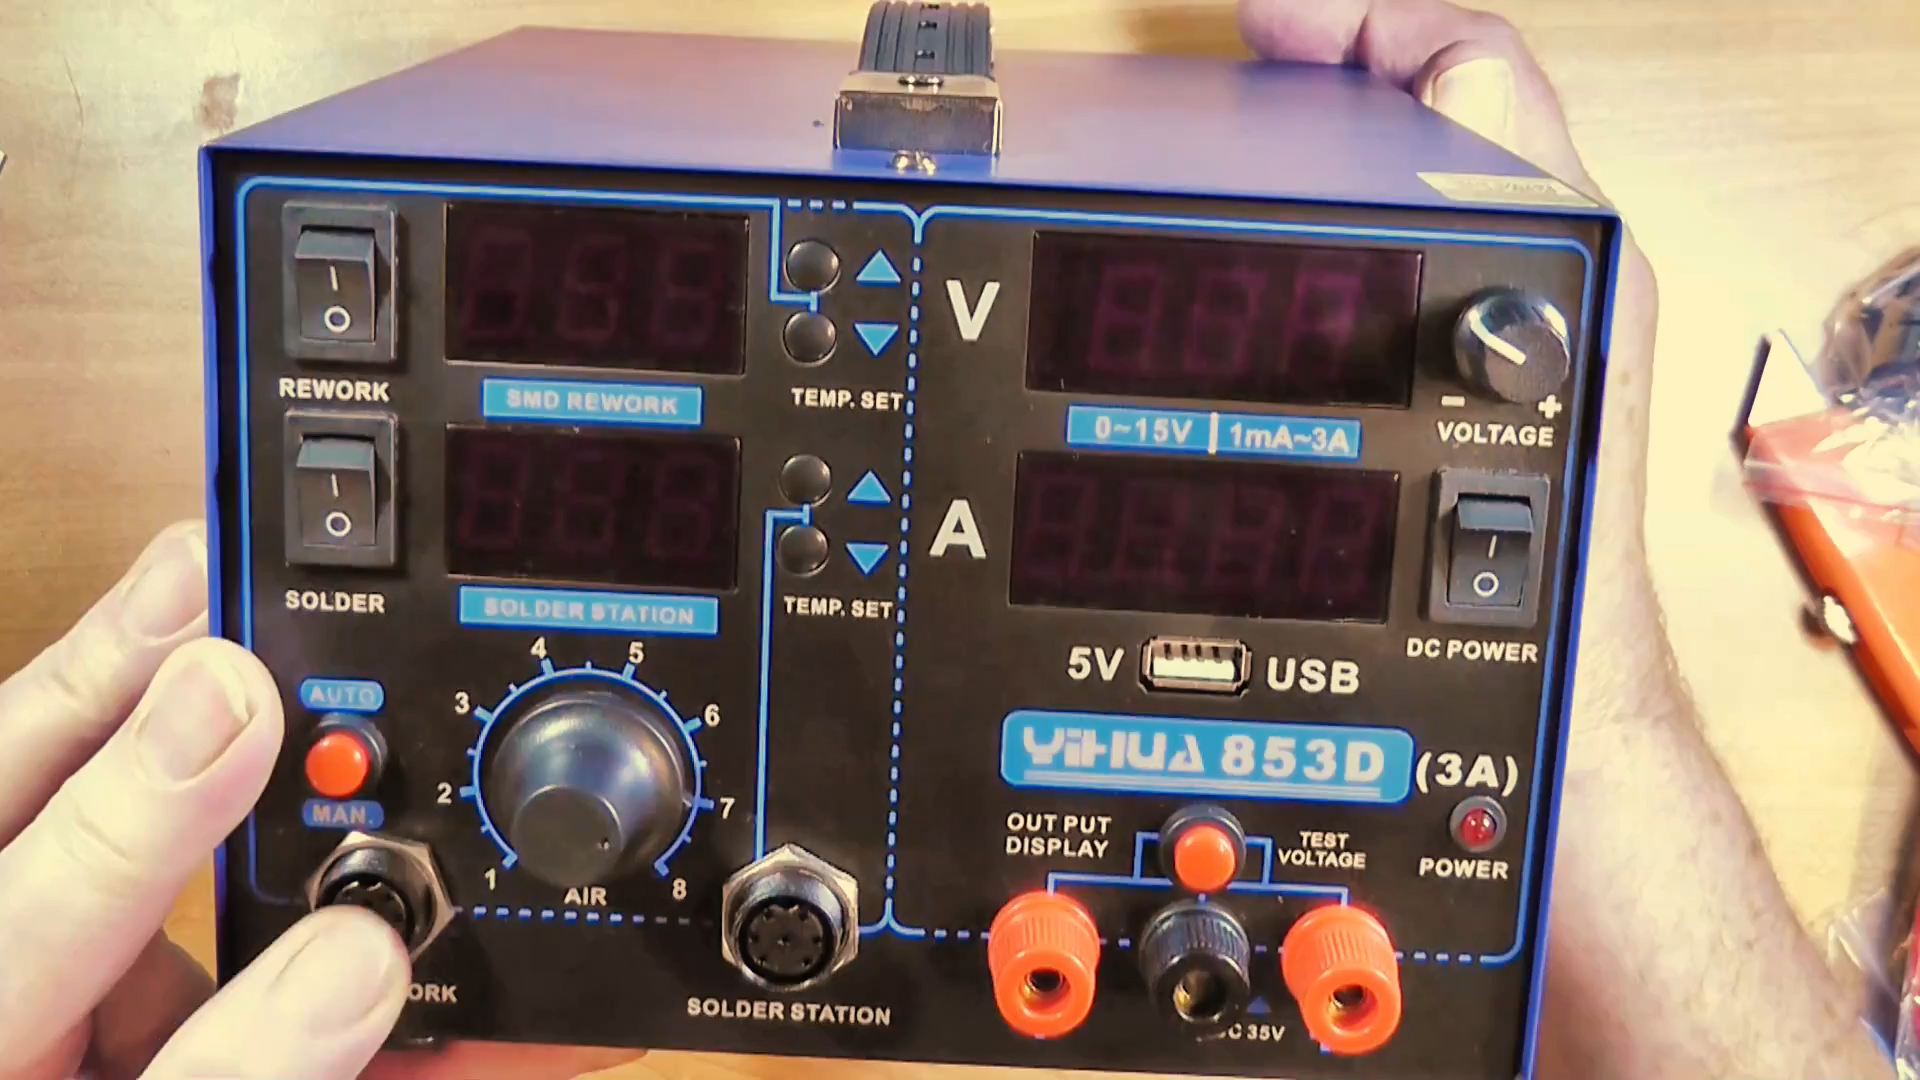 REWORK
SMD REWORK
TEMP. SET
SOLDER
SOLDER STATION
TEMP. SET
AUTO
MAN.
1
2
3
4
5
6
7
8
AIR
SOLDER STATION
V
0~15V | 1mA~3A
- +
VOLTAGE
A
DC POWER
5V USB
YIHUA 853D (3A)
OUT PUT
DISPLAY
TEST
VOLTAGE
POWER
35V